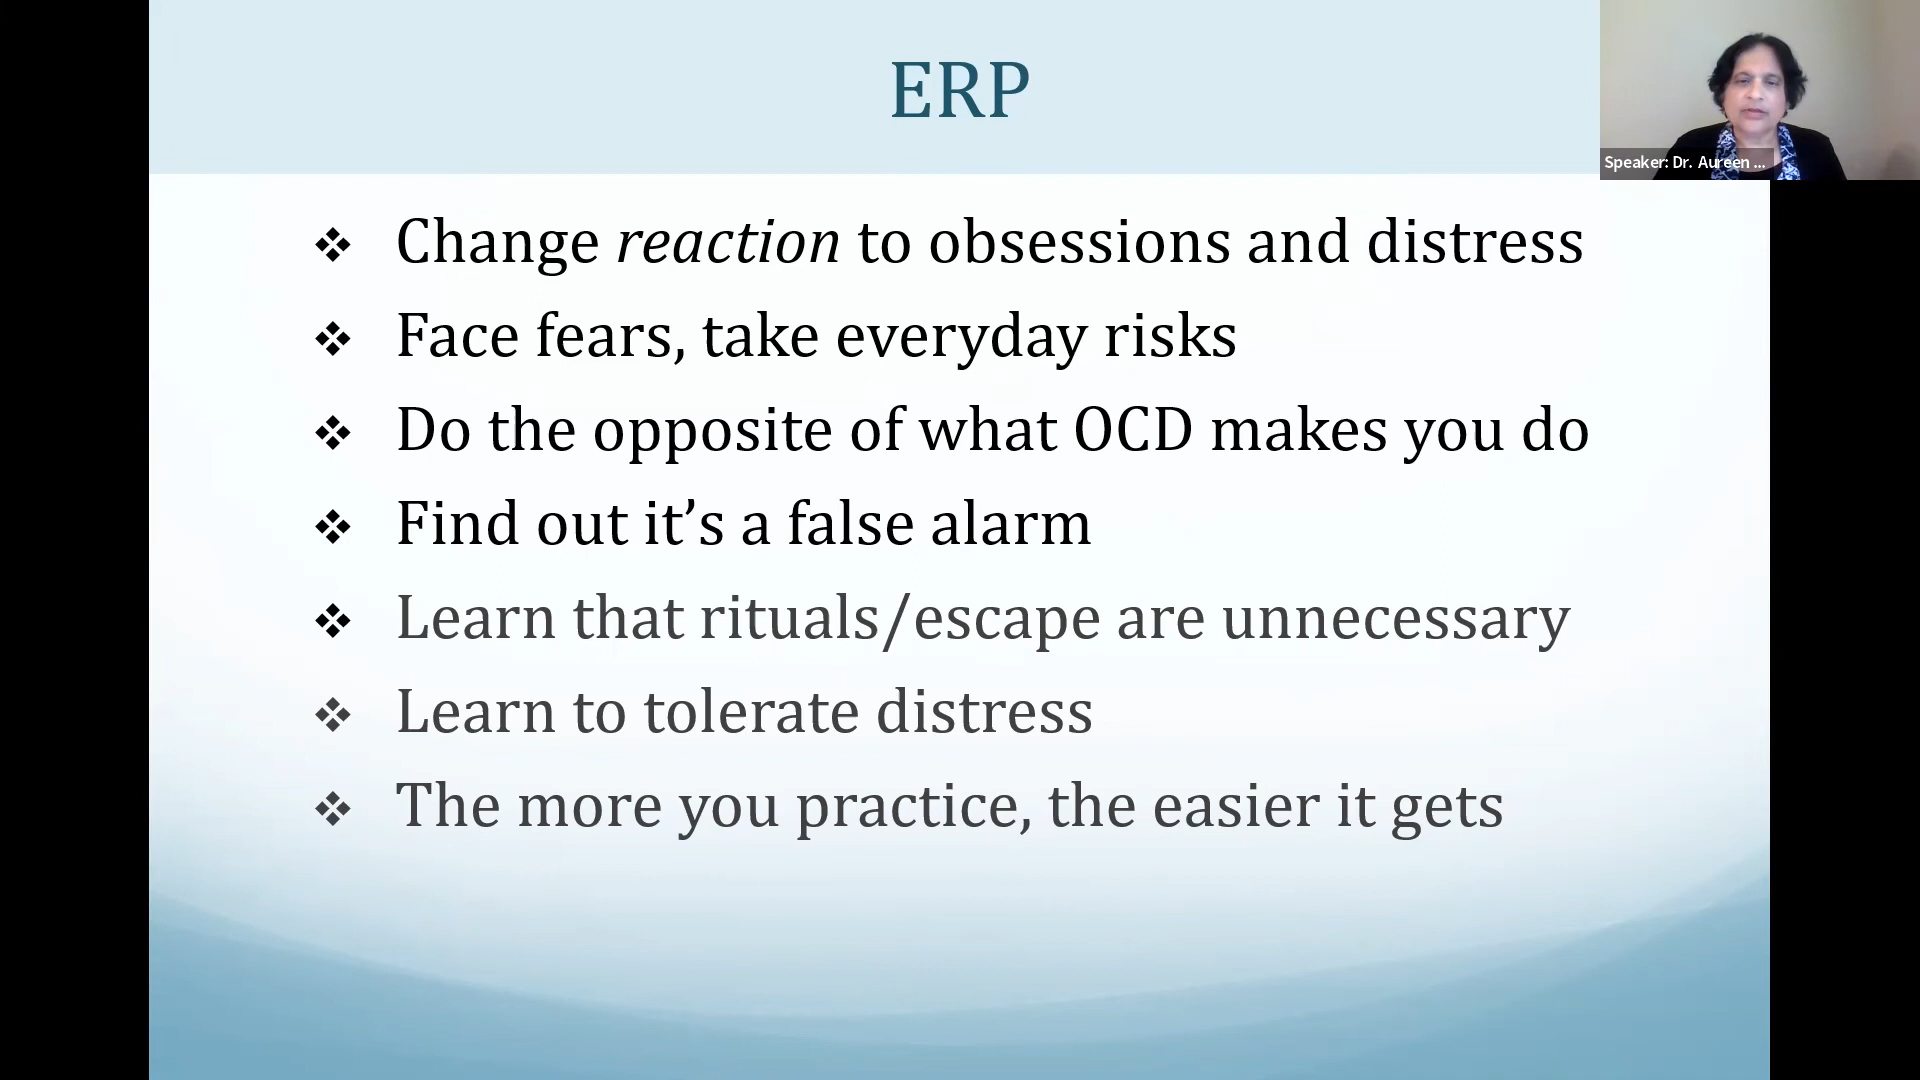 ERP
Speaker: Dr. Aureen ...
❖ Change reaction to obsessions and distress
❖ Face fears, take everyday risks
❖ Do the opposite of what OCD makes you do
❖ Find out it’s a false alarm
❖ Learn that rituals/escape are unnecessary
❖ Learn to tolerate distress
❖ The more you practice, the easier it gets